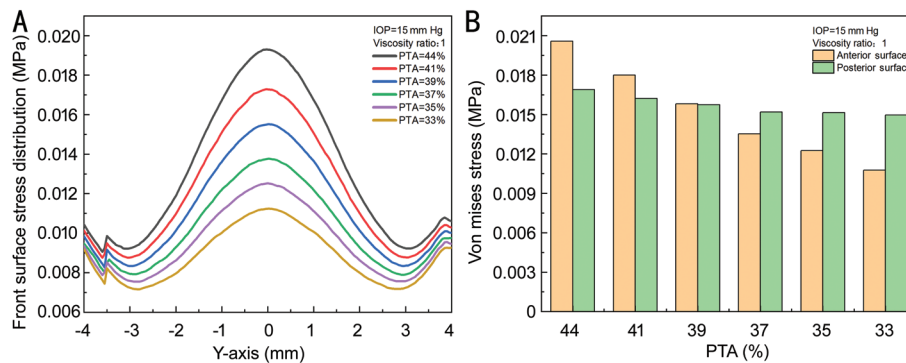 A
Front surface stress distribution (MPa)
0.020
0.018
0.016
0.014
0.012
0.010
0.008
0.006
IOP=15 mm Hg
Viscosity ratio: 1
PTA=44%
PTA=41%
PTA=39%
PTA=37%
PTA=35%
PTA=33%
-4 -3 -2 -1 0 1 2 3 4
Y-axis (mm)
B
Von mises stress (MPa)
0.021
0.018
0.015
0.012
0.009
0.006
0.003
0
IOP=15 mm Hg
Viscosity ratio: 1
Anterior surface
Posterior surface
44 41 39 37 35 33
PTA (%)